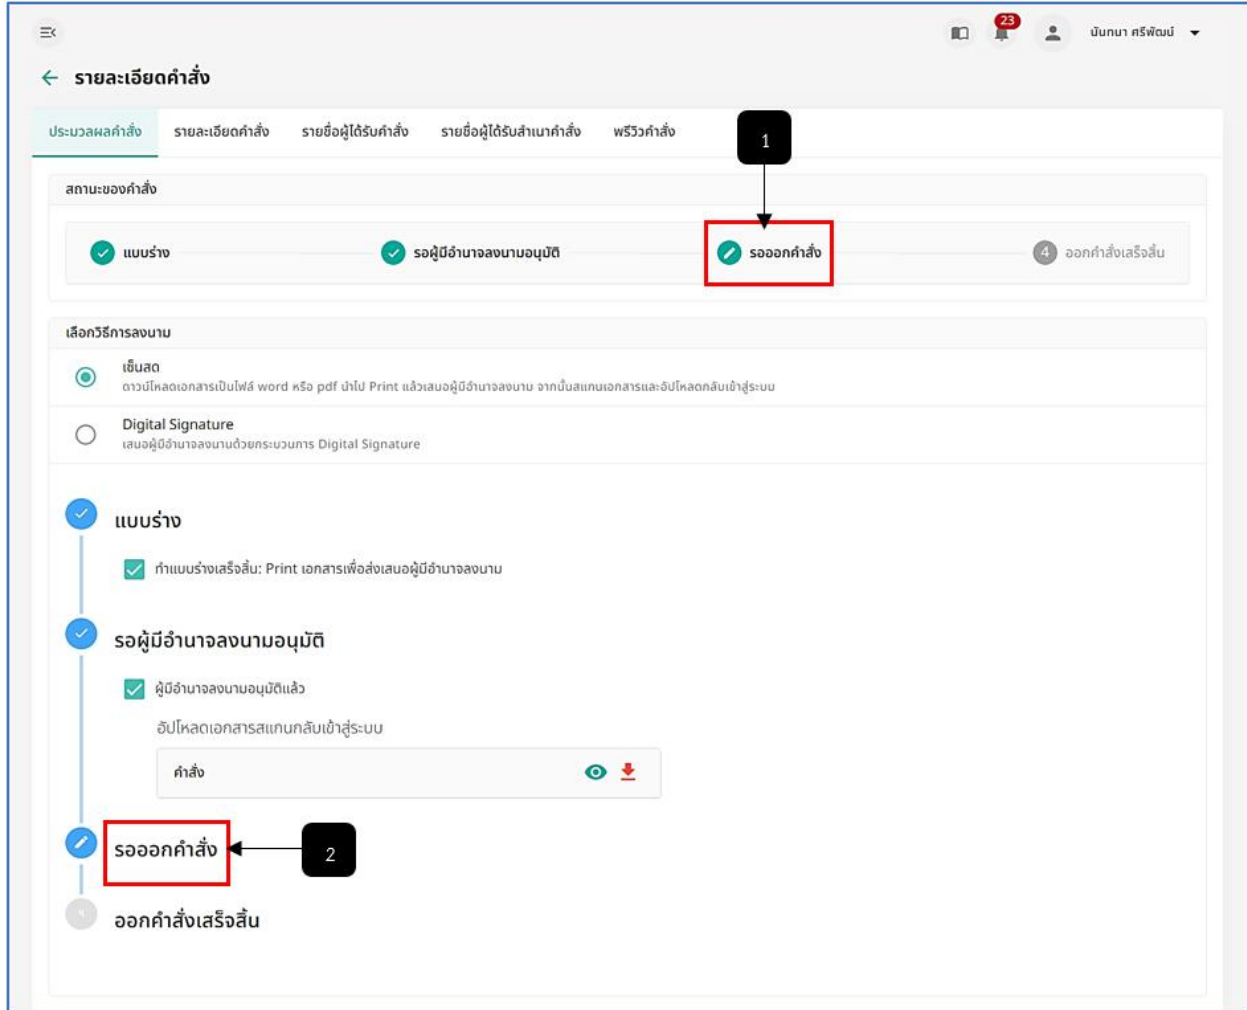 23
นันทนา ศรีพัฒน์
รายละเอียดคำสั่ง
ประมวลผลคำสั่ง รายละเอียดคำสั่ง รายชื่อผู้ได้รับคำสั่ง รายชื่อผู้ได้รับสำเนาคำสั่ง พรีวิวคำสั่ง
1
สถานะของคำสั่ง
แบบร่าง รอผู้มีอำนาจลงนามอนุมัติ รอออกคำสั่ง 4 ออกคำสั่งเสร็จสิ้น
เลือกวิธีการลงนาม
เซ็นสด
ดาวน์โหลดเอกสารเป็นไฟล์ word หรือ pdf นำไป Print แล้วเสนอผู้มีอำนาจลงนาม จากนั้นสแกนเอกสารและอัปโหลดกลับเข้าสู่ระบบ
Digital Signature
เสนอผู้มีอำนาจลงนามด้วยกระบวนการ Digital Signature
แบบร่าง
ทำแบบร่างเสร็จสิ้น: Print เอกสารเพื่อส่งเสนอผู้มีอำนาจลงนาม
รอผู้มีอำนาจลงนามอนุมัติ
ผู้มีอำนาจลงนามอนุมัติแล้ว
อัปโหลดเอกสารสแกนกลับเข้าสู่ระบบ
คำสั่ง
รอออกคำสั่ง 2
ออกคำสั่งเสร็จสิ้น